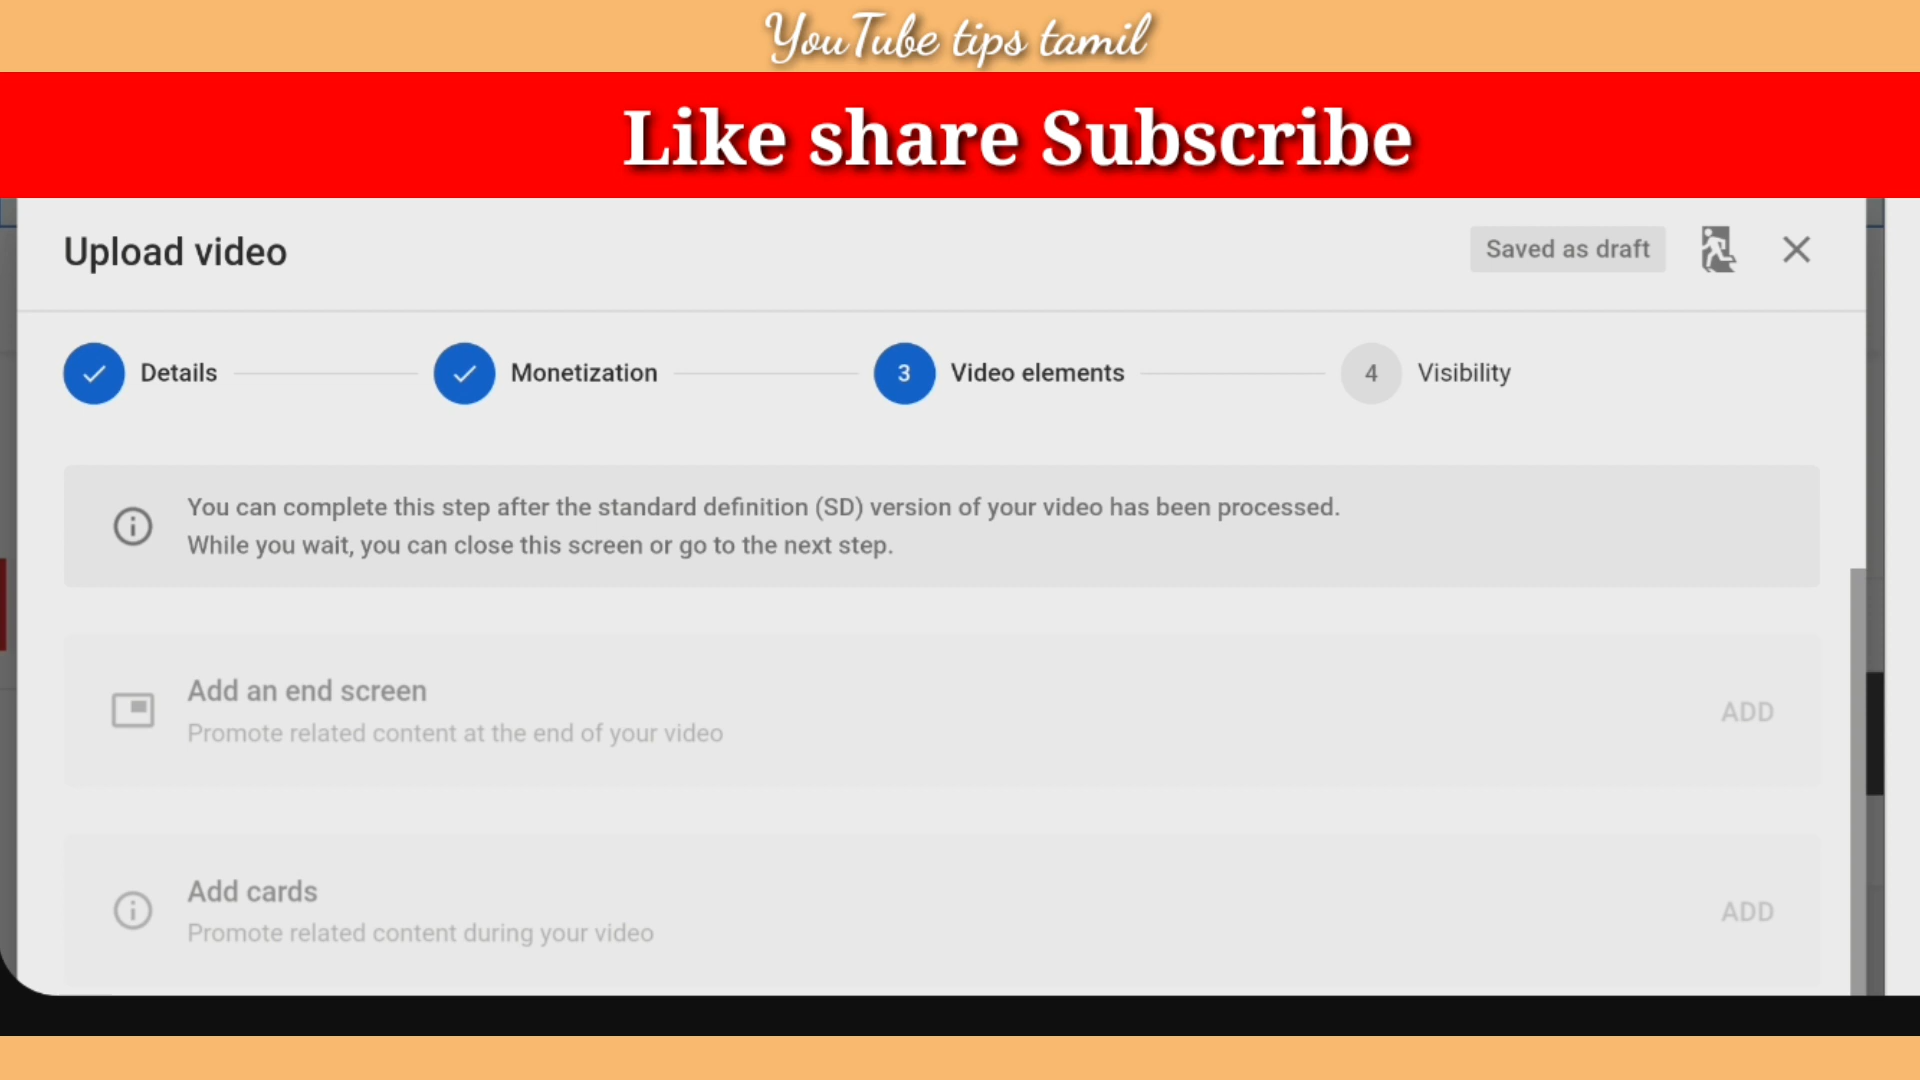 YouTube tips tamil
Like share Subscribe
Upload video
Saved as draft
Details
Monetization
3 Video elements
4 Visibility
You can complete this step after the standard definition (SD) version of your video has been processed.
While you wait, you can close this screen or go to the next step.
Add an end screen
Promote related content at the end of your video
ADD
Add cards
Promote related content during your video
ADD